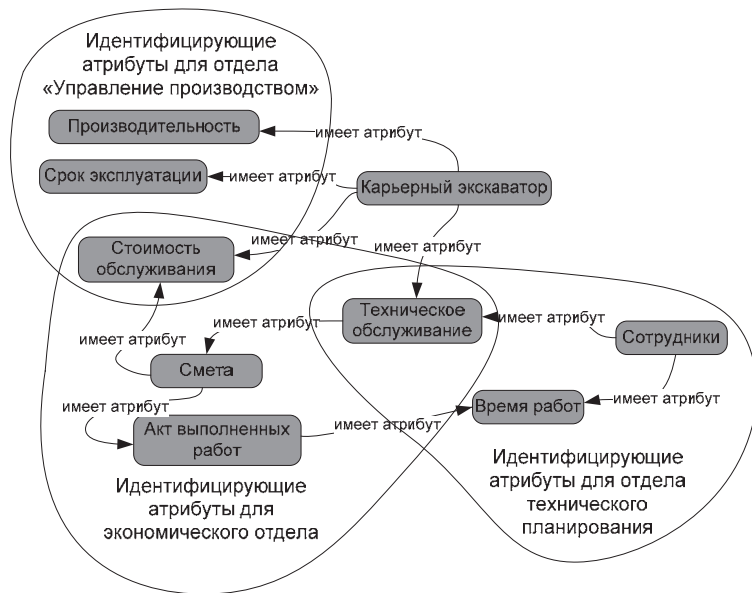 Идентифицирующие
атрибуты для отдела
«Управление производством»
Производительность
имеет атрибут
Срок эксплуатации
имеет атрибут
Карьерный экскаватор
Стоимость
обслуживания
имеет атрибут
имеет атрибут
Техническое
обслуживание
имеет атрибут
имеет атрибут
Сотрудники
имеет атрибут
Смета
имеет атрибут
Акт выполненных
работ
имеет атрибут
Время работ
имеет атрибут
Идентифицирующие
атрибуты для
экономического отдела
Идентифицирующие
атрибуты для отдела
технического
планирования